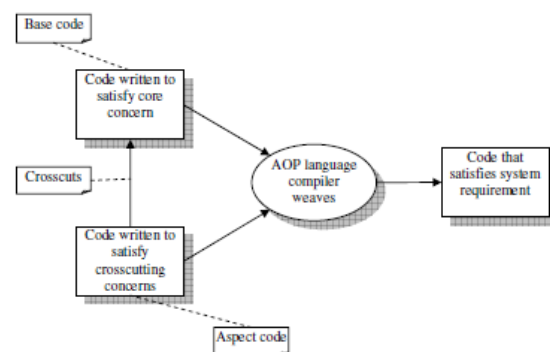 Base code
Code written to
satisfy core
concern
Crosscuts
AOP language
compiler
weaves
Code that
satisfies system
requirement
Code written to
satisfy
crosscutting
concerns
Aspect code